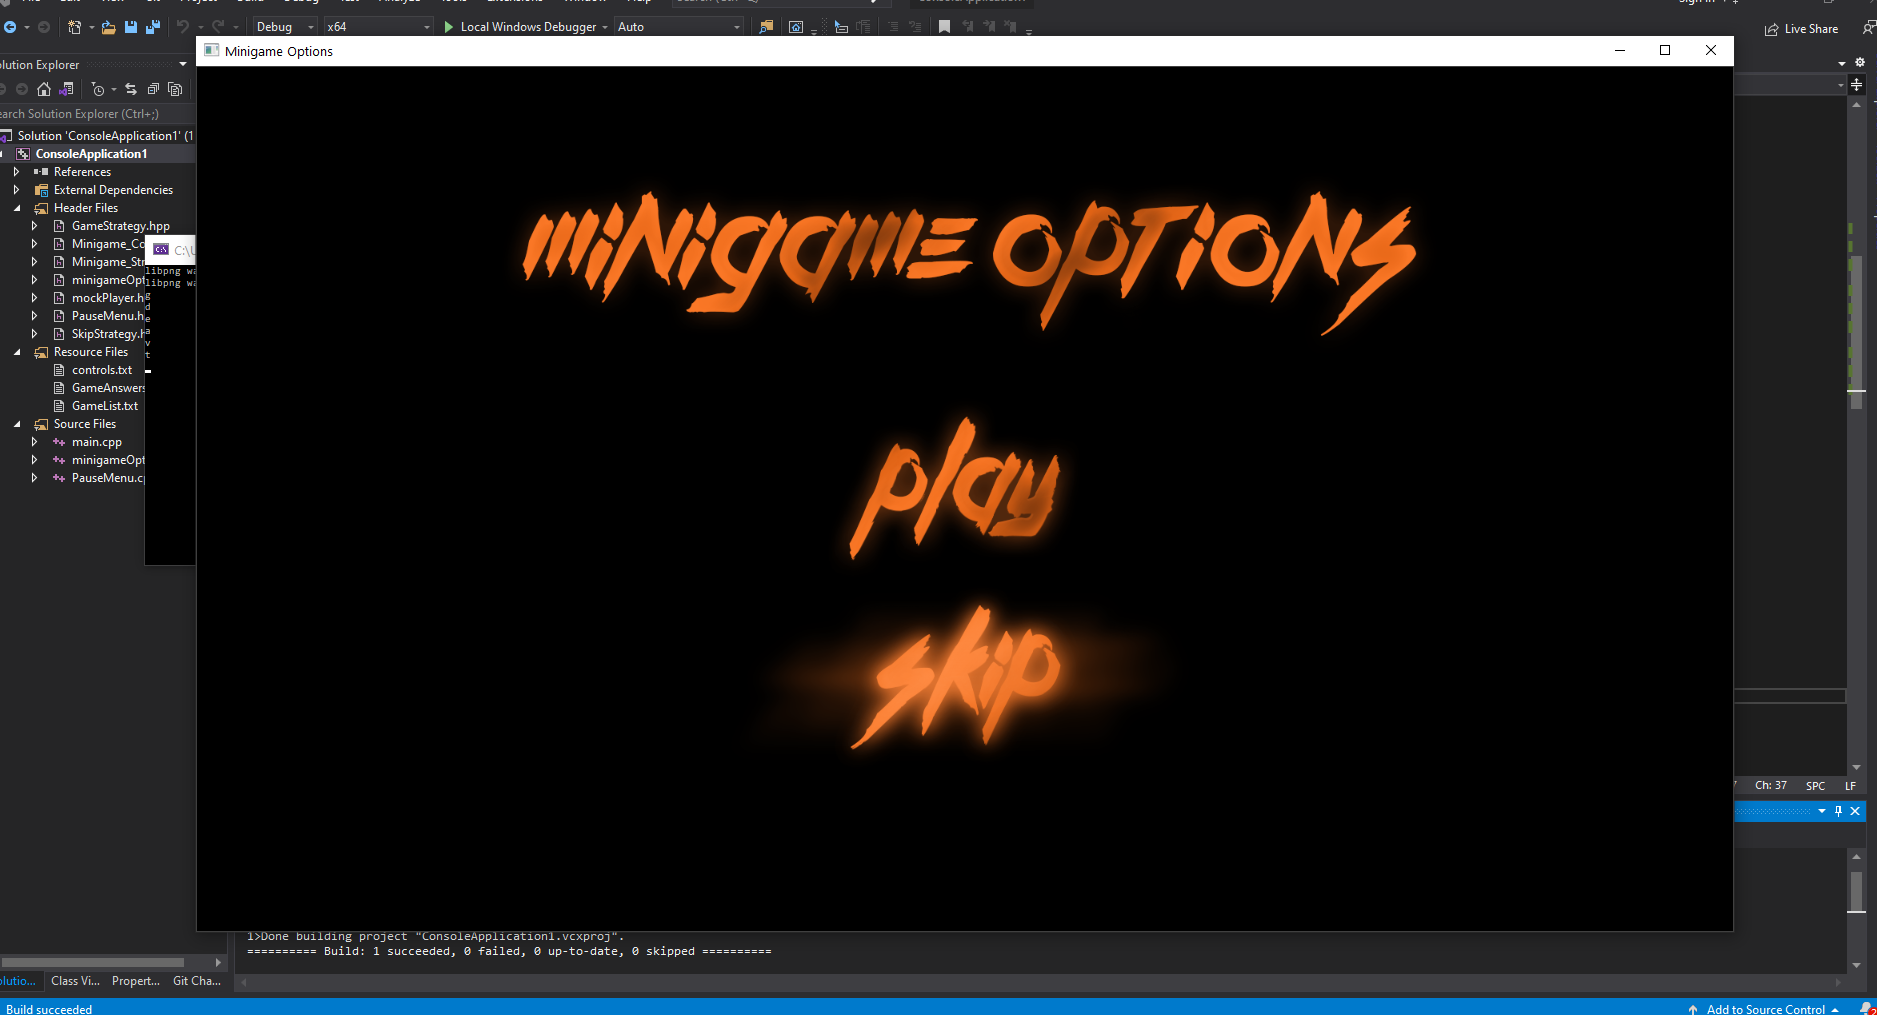 Debug
x64
Local Windows Debugger
Auto
Live Share
Minigame Options
Solution 'ConsoleApplication1' (1
ConsoleApplication1
References
External Dependencies
Header Files
GameStrategy.hpp
Minigame_Co
Minigame_Str
minigameOpt
mockPlayer.h
PauseMenu.h
SkipStrategy.h
Resource Files
controls.txt
GameAnswers
GameList.txt
Source Files
main.cpp
minigameOpt
PauseMenu.cp
olution Explorer
earch Solution Explorer (Ctrl+;)
C:\U
libpng wa
libpng wa
g
d
e
a
v
t
minigame options
play
skip
Ch: 37
SPC
LF
1>Done building project "ConsoleApplication1.vcxproj".
========== Build: 1 succeeded, 0 failed, 0 up-to-date, 0 skipped ==========
olutio...
Class Vi...
Propert...
Git Cha...
Build succeeded
Add to Source Control
2